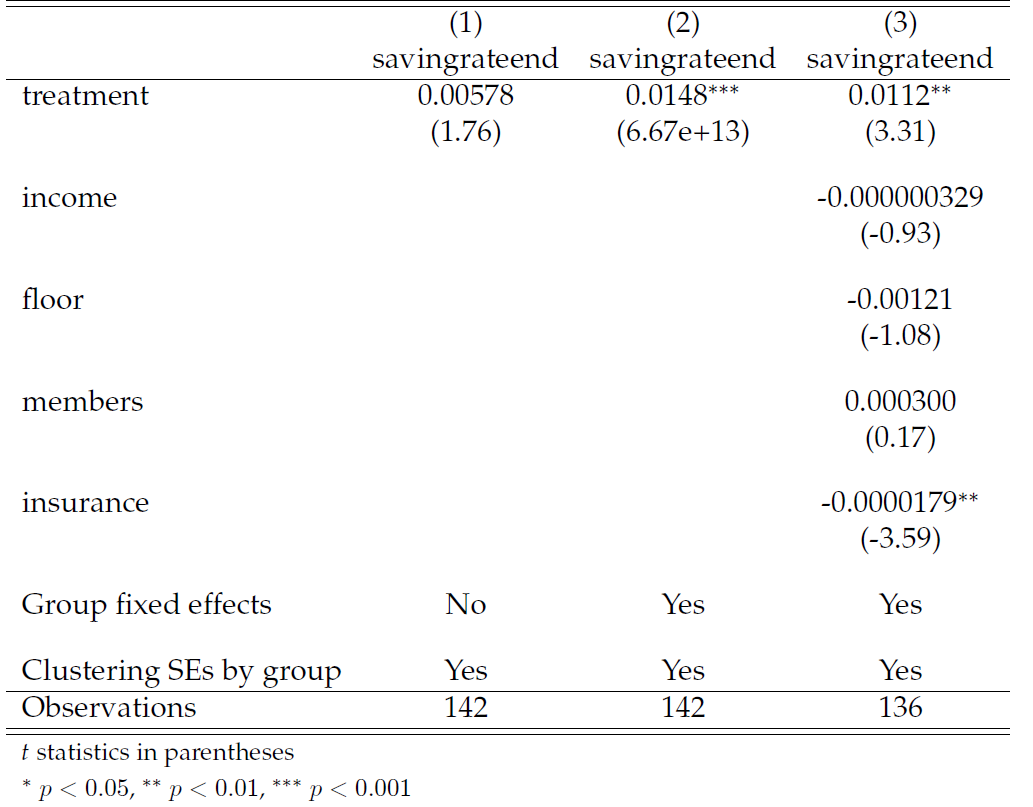 (1) (2) (3)
savingrateend savingrateend savingrateend
treatment 0.00578 0.0148*** 0.0112**
(1.76) (6.67e+13) (3.31)
income -0.000000329
(-0.93)
floor -0.00121
(-1.08)
members 0.000300
(0.17)
insurance -0.0000179**
(-3.59)
Group fixed effects No Yes Yes
Clustering SEs by group Yes Yes Yes
Observations 142 142 136
t statistics in parentheses
* p < 0.05, ** p < 0.01, *** p < 0.001